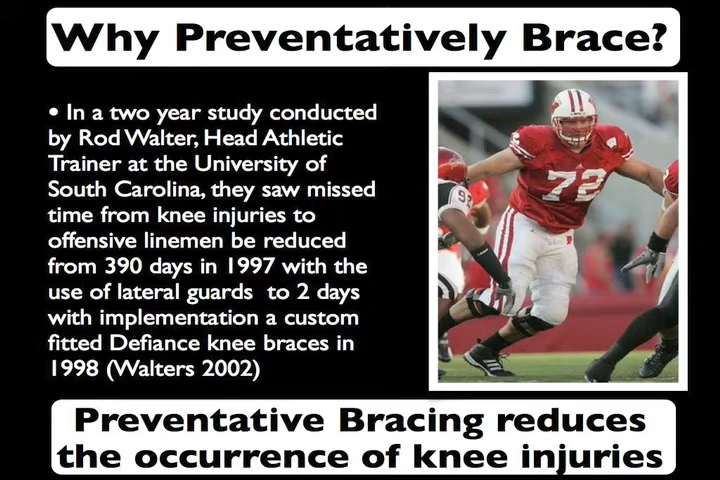 Why Preventatively Brace?
• In a two year study conducted
by Rod Walter, Head Athletic
Trainer at the University of
South Carolina, they saw missed
time from knee injuries to
offensive linemen be reduced
from 390 days in 1997 with the
use of lateral guards  to 2 days
with implementation a custom
fitted Defiance knee braces in
1998 (Walters 2002)
72
72
92
Preventative Bracing reduces
the occurrence of knee injuries